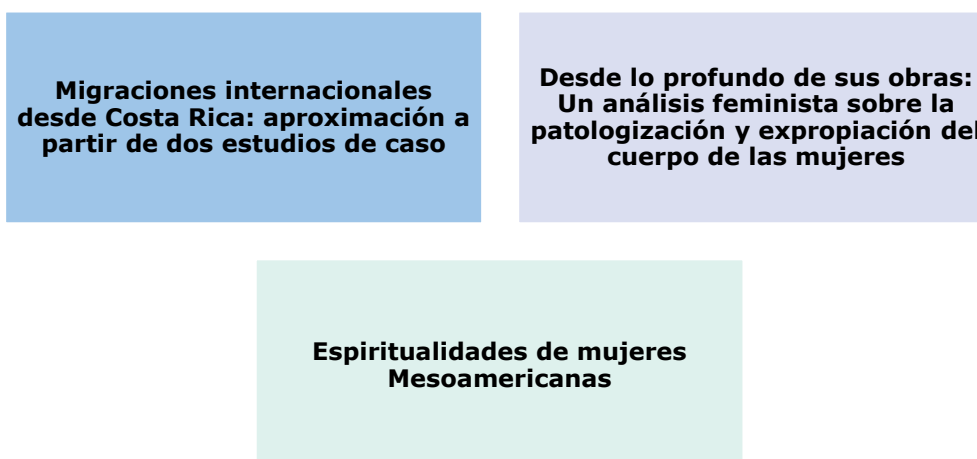 Migraciones internacionales
desde Costa Rica: aproximación a
partir de dos estudios de caso
Desde lo profundo de sus obras:
Un análisis feminista sobre la
patologización y expropiación del
cuerpo de las mujeres
Espiritualidades de mujeres
Mesoamericanas